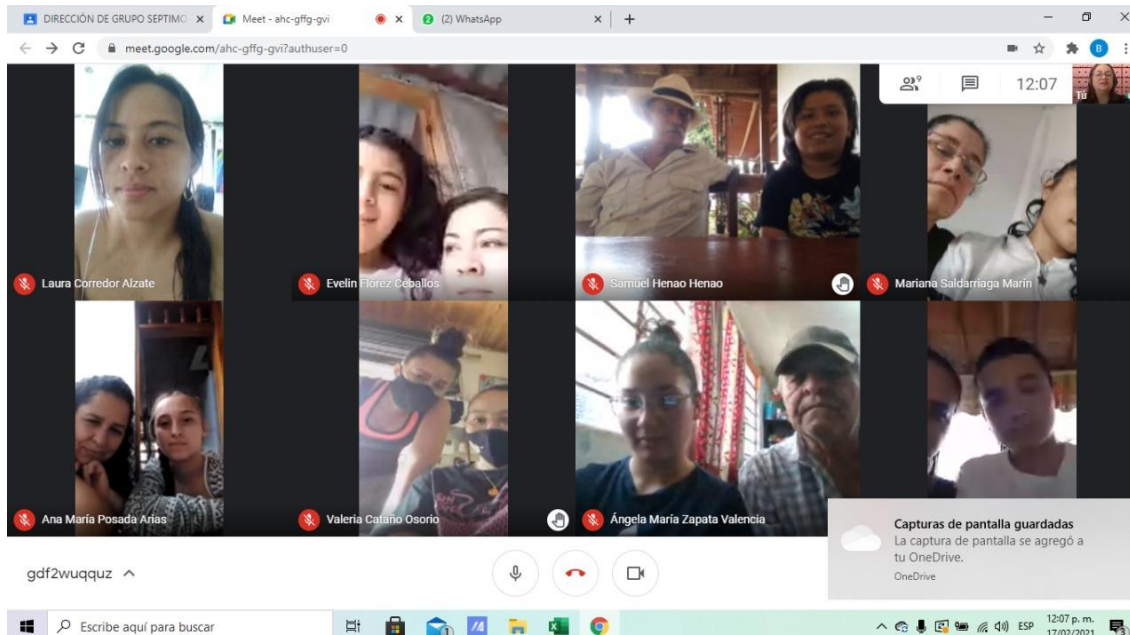 DIRECCIÓN DE GRUPO SEPTIMO
Meet - ahc-gffg-gvi
(2) WhatsApp
meet.google.com/ahc-gffg-gvi?authuser=0
B
9
12:07
Tú
Laura Corredor Alzate
Evelin Florez Ceballos
Samuel Henao Henao
Mariana Saldarriaga Marín
Ana María Posada Arias
Valeria Cataño Osorio
Ángela María Zapata Valencia
Capturas de pantalla guardadas
La captura de pantalla se agregó a
tu OneDrive.
OneDrive
gdf2wuqquz
Escribe aquí para buscar
ESP
12:07 p. m.
17/02/2021